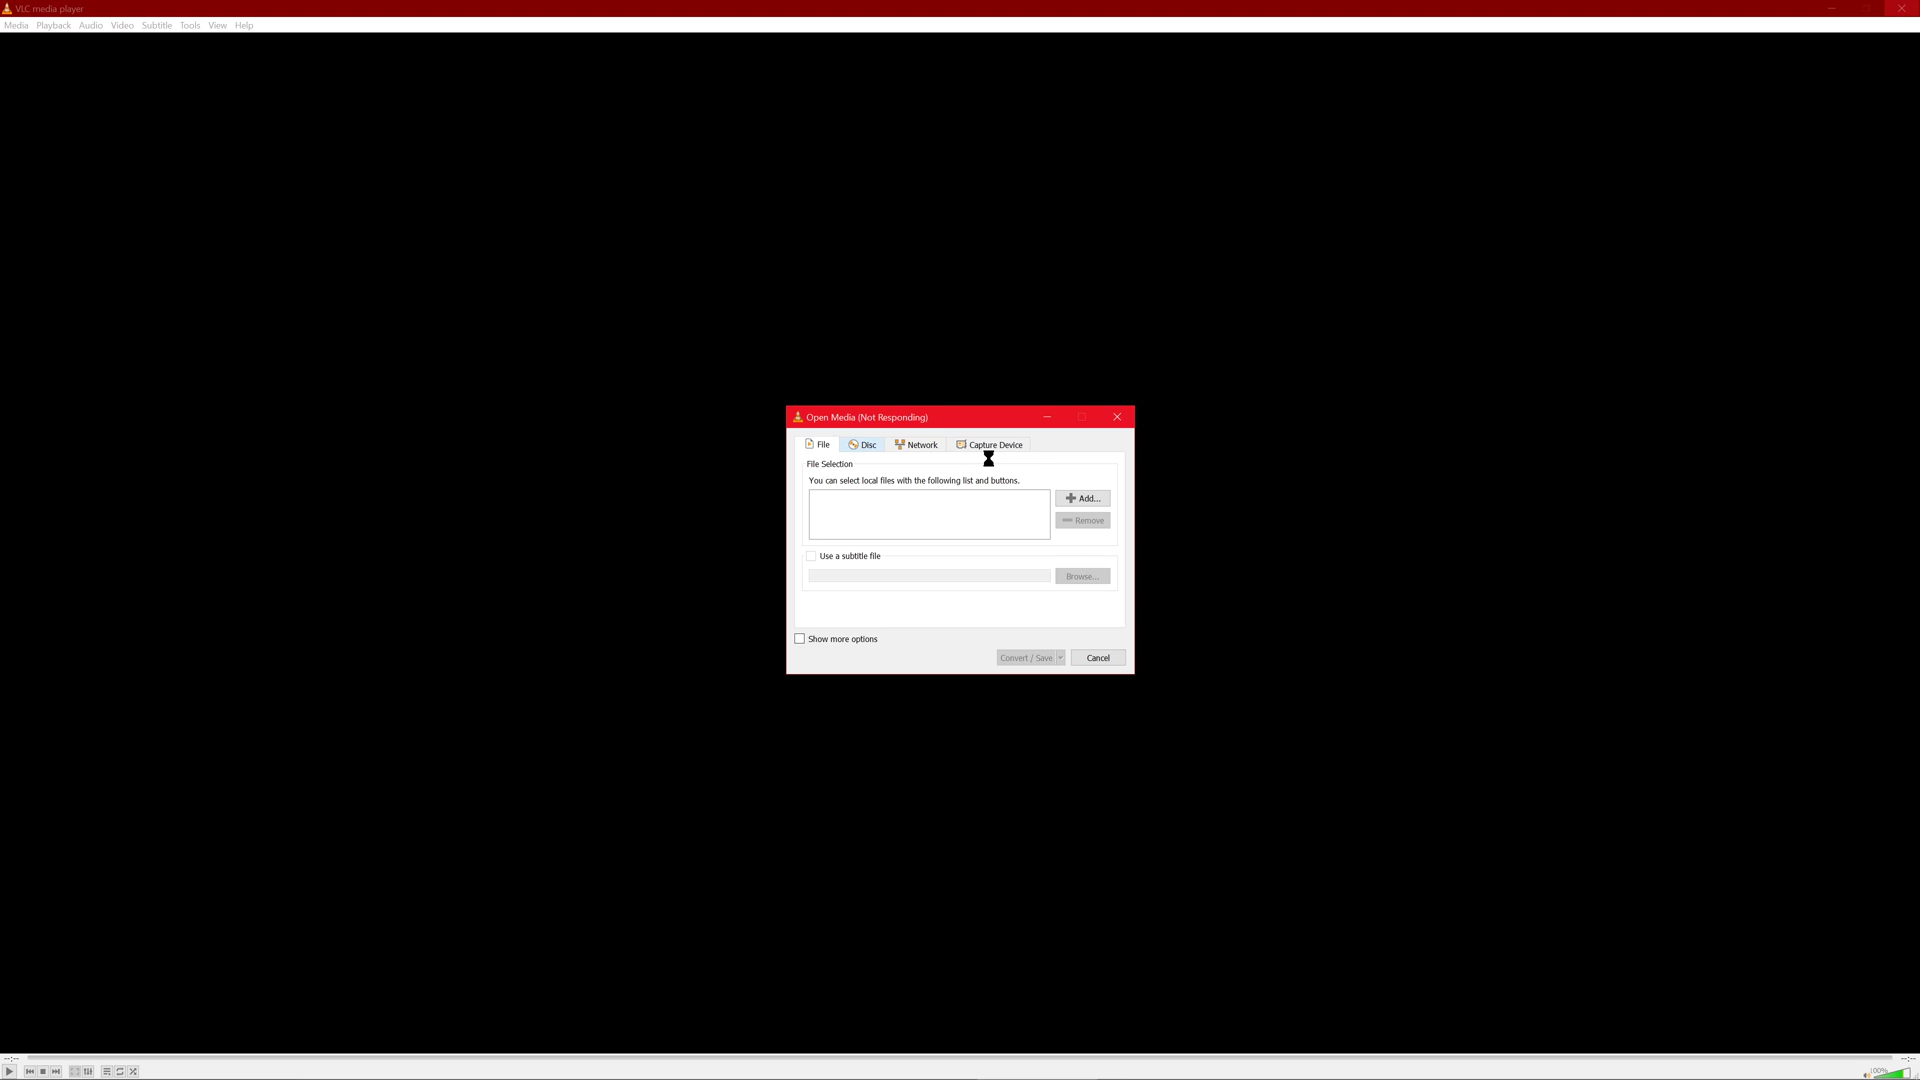 VLC media player
Media Playback Audio Video Subtitle Tools View Help
Open Media (Not Responding)
File Disc Network Capture Device
File Selection
You can select local files with the following list and buttons.
Add...
Remove
Use a subtitle file
Browse...
Show more options
Convert / Save Cancel
--:-- --:--
100%